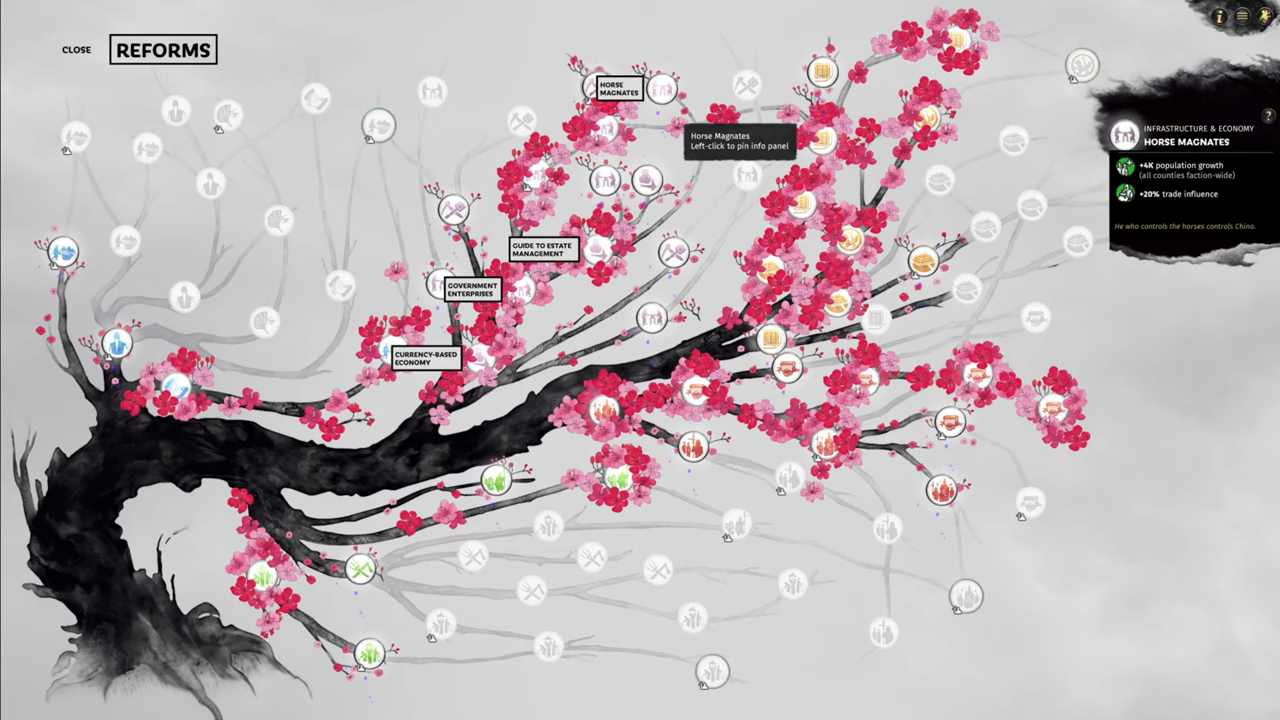 CLOSE
REFORMS
HORSE
MAGNATES
Horse Magnates
Left-click to pin info panel
GUIDE TO ESTATE
MANAGEMENT
GOVERNMENT
ENTERPRISES
CURRENCY-BASED
ECONOMY
?
INFRASTRUCTURE & ECONOMY
HORSE MAGNATES
+4K population growth
(all counties faction-wide)
+20% trade influence
He who controls the horses controls China.